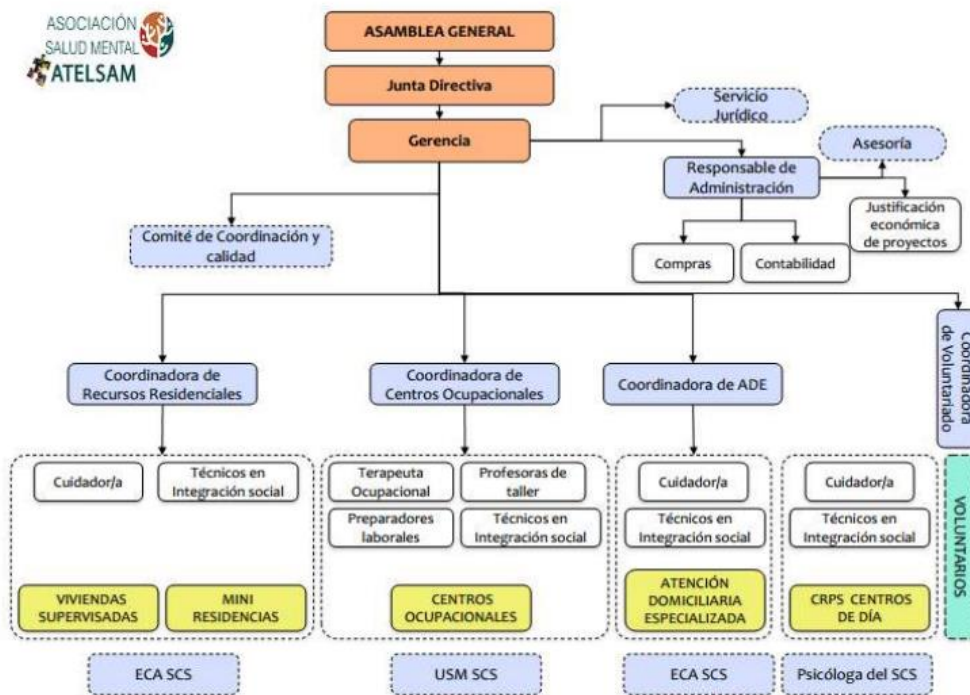 ASOCIACIÓN
SALUD MENTAL
ATELSAM
ASAMBLEA GENERAL
Junta Directiva
Gerencia
Servicio
Jurídico
Asesoría
Responsable de
Administración
Justificación
económica
de proyectos
Comité de Coordinación y
calidad
Compras
Contabilidad
Coordinadora de
Recursos Residenciales
Coordinadora de
Centros Ocupacionales
Coordinadora de ADE
Coordinadora
de Voluntariado
Cuidador/a
Técnicos en
Integración social
Terapeuta
Ocupacional
Profesoras de
taller
Preparadores
laborales
Técnicos en
Integración social
Cuidador/a
Técnicos en
Integración social
Cuidador/a
Técnicos en
Integración social
VOLUNTARIOS
VIVIENDAS
SUPERVISADAS
MINI
RESIDENCIAS
CENTROS
OCUPACIONALES
ATENCIÓN
DOMICILIARIA
ESPECIALIZADA
CRPS CENTROS
DE DÍA
ECA SCS
USM SCS
ECA SCS
Psicóloga del SCS